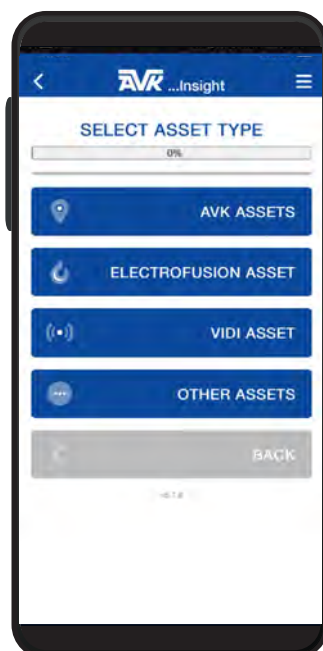 AVK ...Insight
SELECT ASSET TYPE
0%
AVK ASSETS
ELECTROFUSION ASSET
VIDI ASSET
OTHER ASSETS
BACK